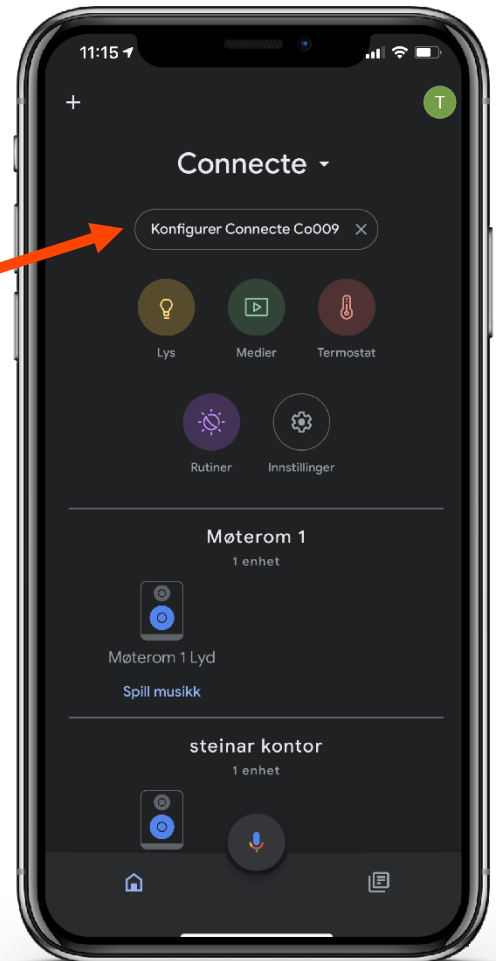 11:15
T
Connecte
Konfigurer Connecte Co009
Lys
Medier
Termostat
Rutiner
Innstillinger
Møterom 1
1 enhet
Møterom 1 Lyd
Spill musikk
steinar kontor
1 enhet